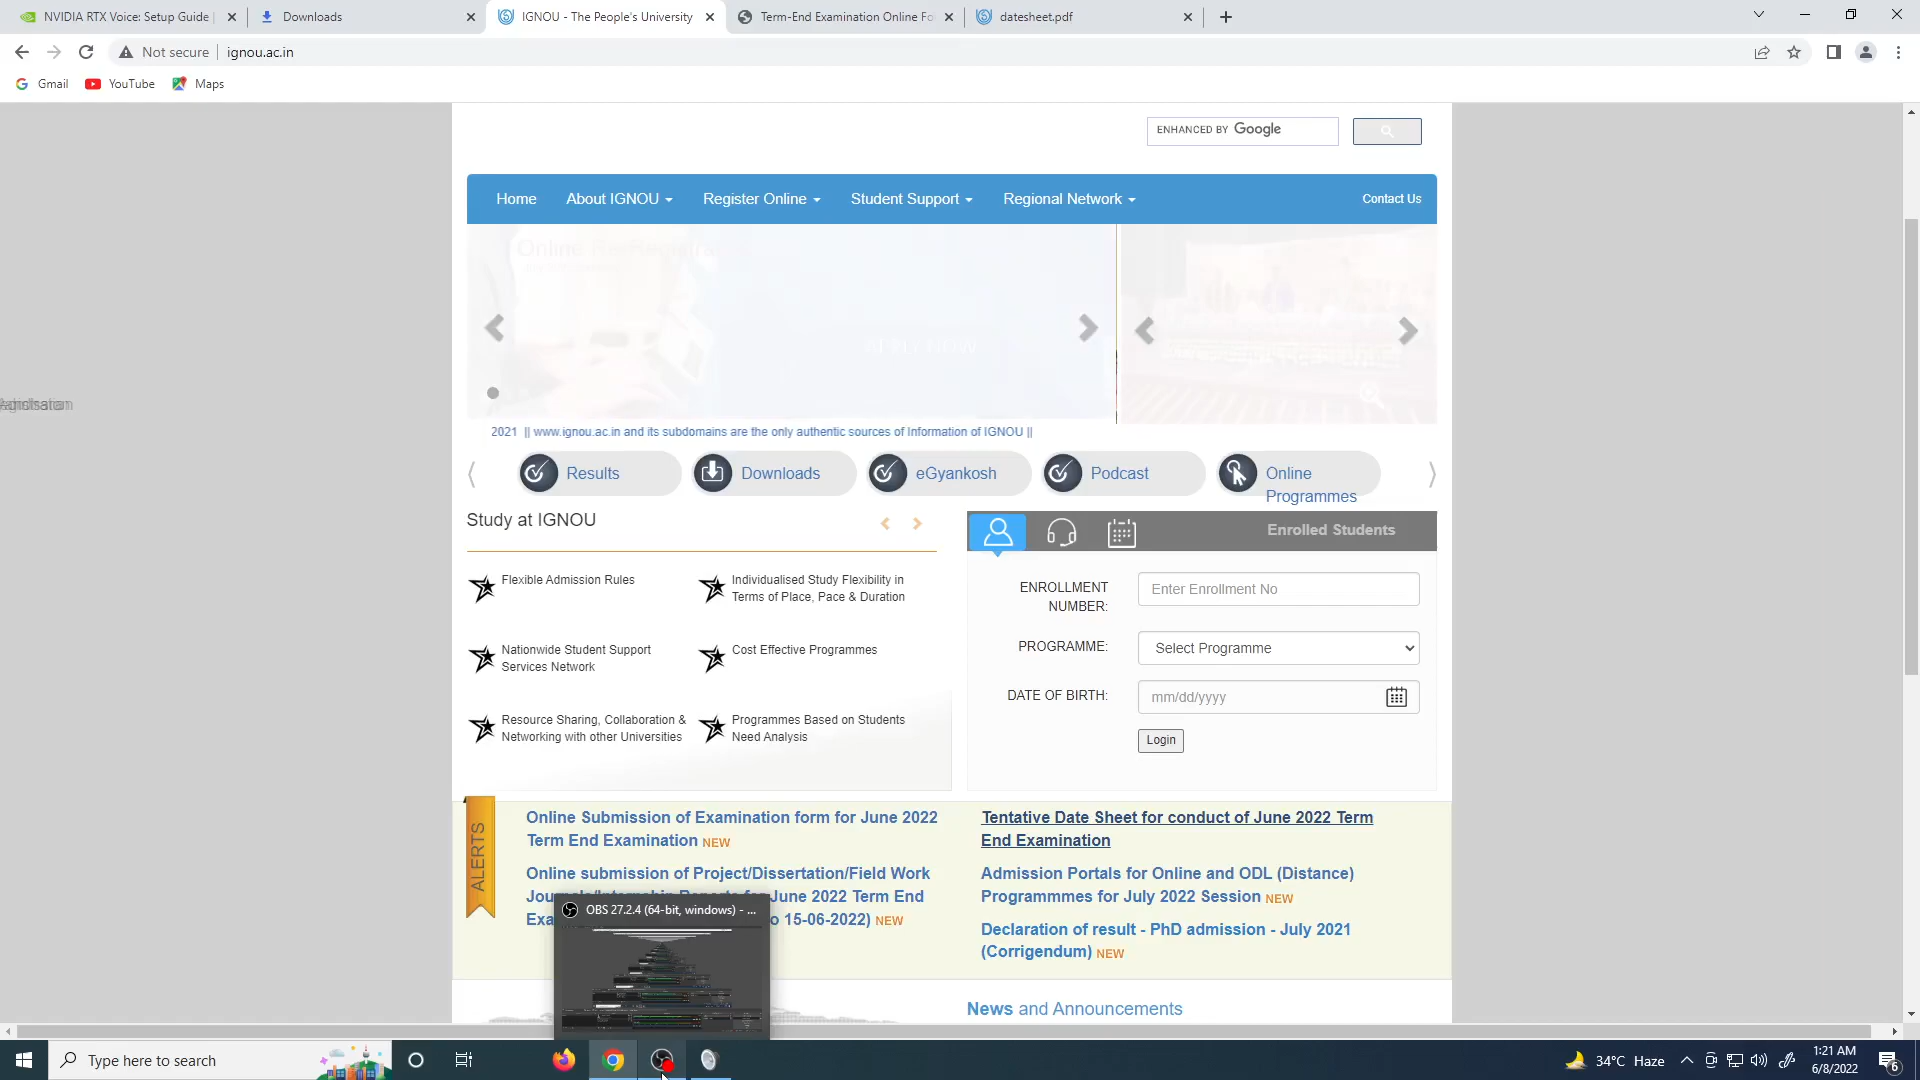 NVIDIA RTX Voice: Setup Guide
Downloads
IGNOU - The People's University
Term-End Examination Online Fo
datesheet.pdf
Not secure
ignou.ac.in
Gmail
YouTube
Maps
ENHANCED BY Google
Home
About IGNOU
Register Online
Student Support
Regional Network
Contact Us
2021 || www.ignou.ac.in and its subdomains are the only authentic sources of Information of IGNOU ||
Results
Downloads
eGyankosh
Podcast
Online
Programmes
Study at IGNOU
Flexible Admission Rules
Individualised Study Flexibility in
Terms of Place, Pace & Duration
Nationwide Student Support
Services Network
Cost Effective Programmes
Resource Sharing, Collaboration &
Networking with other Universities
Programmes Based on Students
Need Analysis
Enrolled Students
ENROLLMENT
NUMBER:
Enter Enrollment No
PROGRAMME:
Select Programme
DATE OF BIRTH:
mm/dd/yyyy
Login
ALERTS
Online Submission of Examination form for June 2022
Term End Examination NEW
Online submission of Project/Dissertation/Field Work
June 2022 Term End
o 15-06-2022) NEW
Tentative Date Sheet for conduct of June 2022 Term
End Examination
Admission Portals for Online and ODL (Distance)
Programmmes for July 2022 Session NEW
Declaration of result - PhD admission - July 2021
(Corrigendum) NEW
News and Announcements
OBS 27.2.4 (64-bit, windows) - ...
Type here to search
34°C Haze
1:21 AM
6/8/2022
6